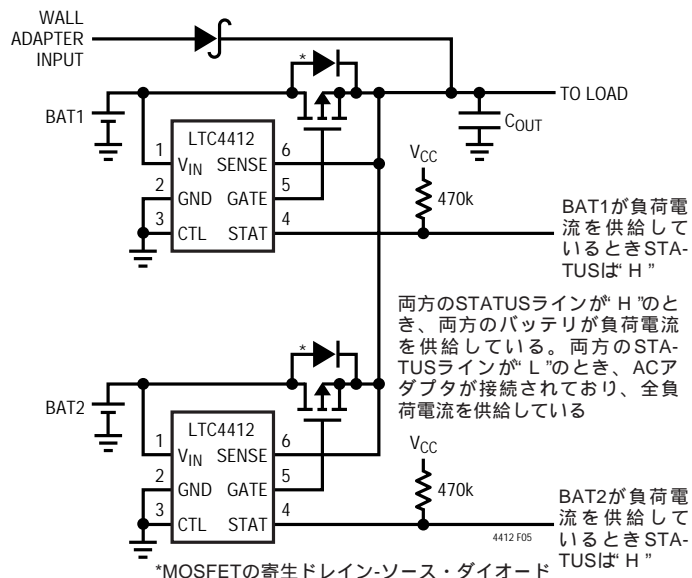 WALL
ADAPTER
INPUT
*
BAT1
TO LOAD
COUT
LTC4412
1
VIN
SENSE
6
2
GND
GATE
5
3
CTL
STAT
4
VCC
470k
BAT1が負荷電
流を供給して
いるときSTA-
TUSは“ H ”
両方のSTATUSラインが“ H ”のと
き、両方のバッテリが負荷電流
を供給している。両方のSTA-
TUSラインが“ L ”のとき、ACア
ダプタが接続されており、全負
荷電流を供給している
*
BAT2
LTC4412
1
VIN
SENSE
6
2
GND
GATE
5
3
CTL
STAT
4
VCC
470k
4412 F05
BAT2が負荷電
流を供給して
いるときSTA-
TUSは“ H ”
*MOSFETの寄生ドレイン-ソース・ダイオード